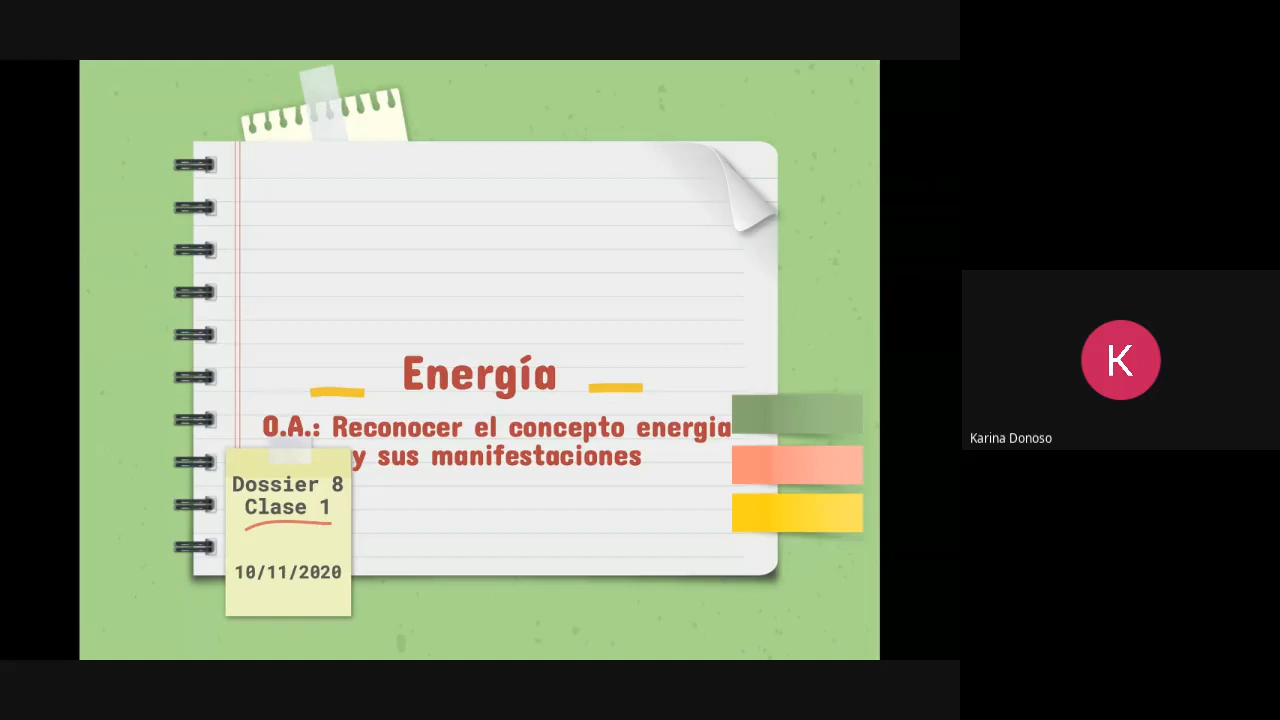 Energía
O.A.: Reconocer el concepto energia
y sus manifestaciones
Dossier 8
Clase 1
10/11/2020
K
Karina Donoso